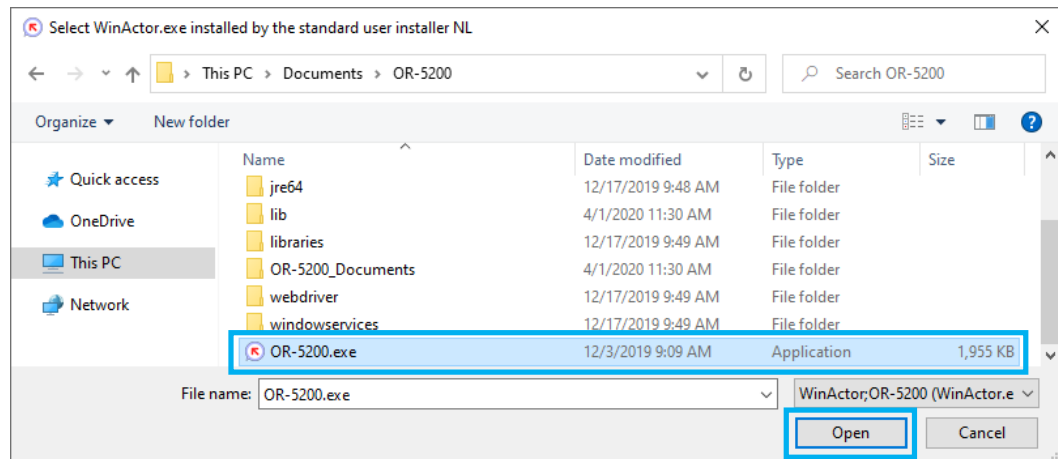 Select WinActor.exe installed by the standard user installer NL
This PC > Documents > OR-5200
Search OR-5200
Organize New folder
Name Date modified Type Size
Quick access
OneDrive
This PC
Network
jre64 12/17/2019 9:48 AM File folder
lib 4/1/2020 11:30 AM File folder
libraries 12/17/2019 9:49 AM File folder
OR-5200_Documents 4/1/2020 11:30 AM File folder
webdriver 12/17/2019 9:49 AM File folder
windowservices 12/17/2019 9:49 AM File folder
OR-5200.exe 12/3/2019 9:09 AM Application 1,955 KB
File name: OR-5200.exe WinActor;OR-5200 (WinActor.e
Open Cancel